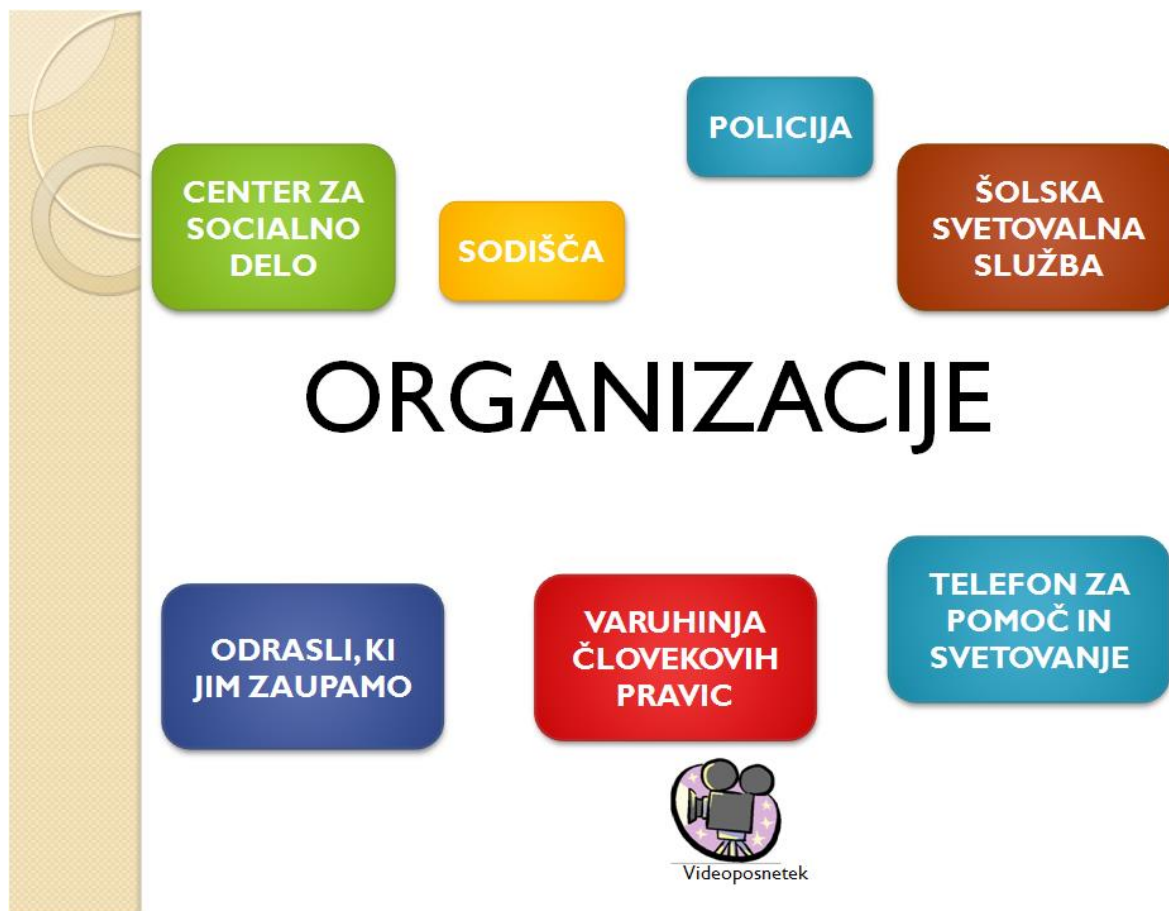 POLICIJA
CENTER ZA
SOCIALNO
DELO
SODIŠČA
ŠOLSKA
SVETOVALNA
SLUŽBA
ORGANIZACIJE
ODRASLI, KI
JIM ZAUPAMO
VARUHINJA
ČLOVEKOVIH
PRAVIC
TELEFON ZA
POMOČ IN
SVETOVANJE
Videoposnetek